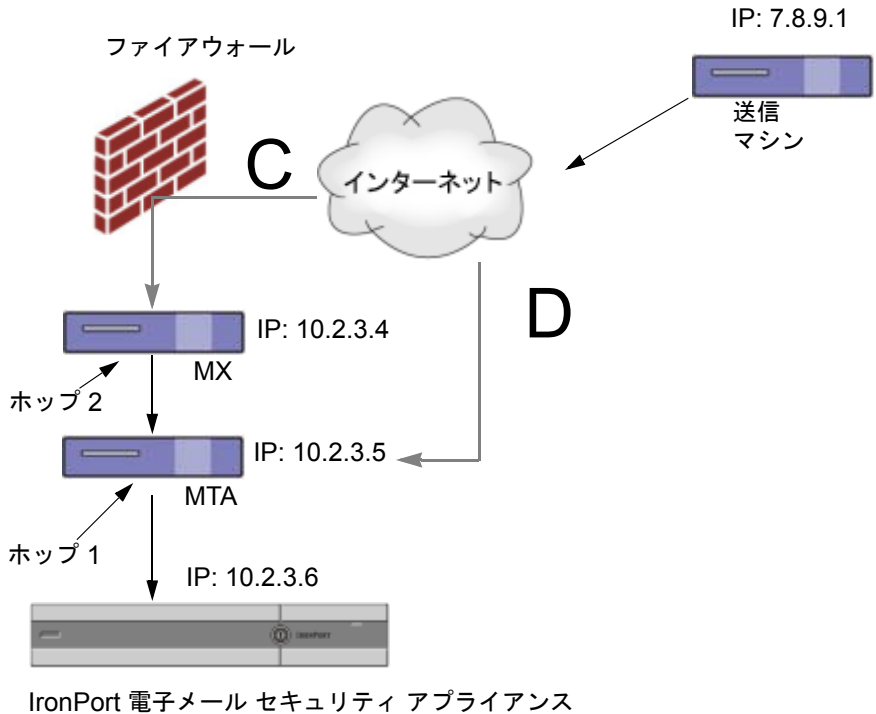 IP: 7.8.9.1
ファイアウォール
送信
マシン
C
インターネット
D
IP: 10.2.3.4
MX
ホップ 2
IP: 10.2.3.5
MTA
ホップ 1
IP: 10.2.3.6
IRONPORT
IronPort 電子メール セキュリティ アプライアンス